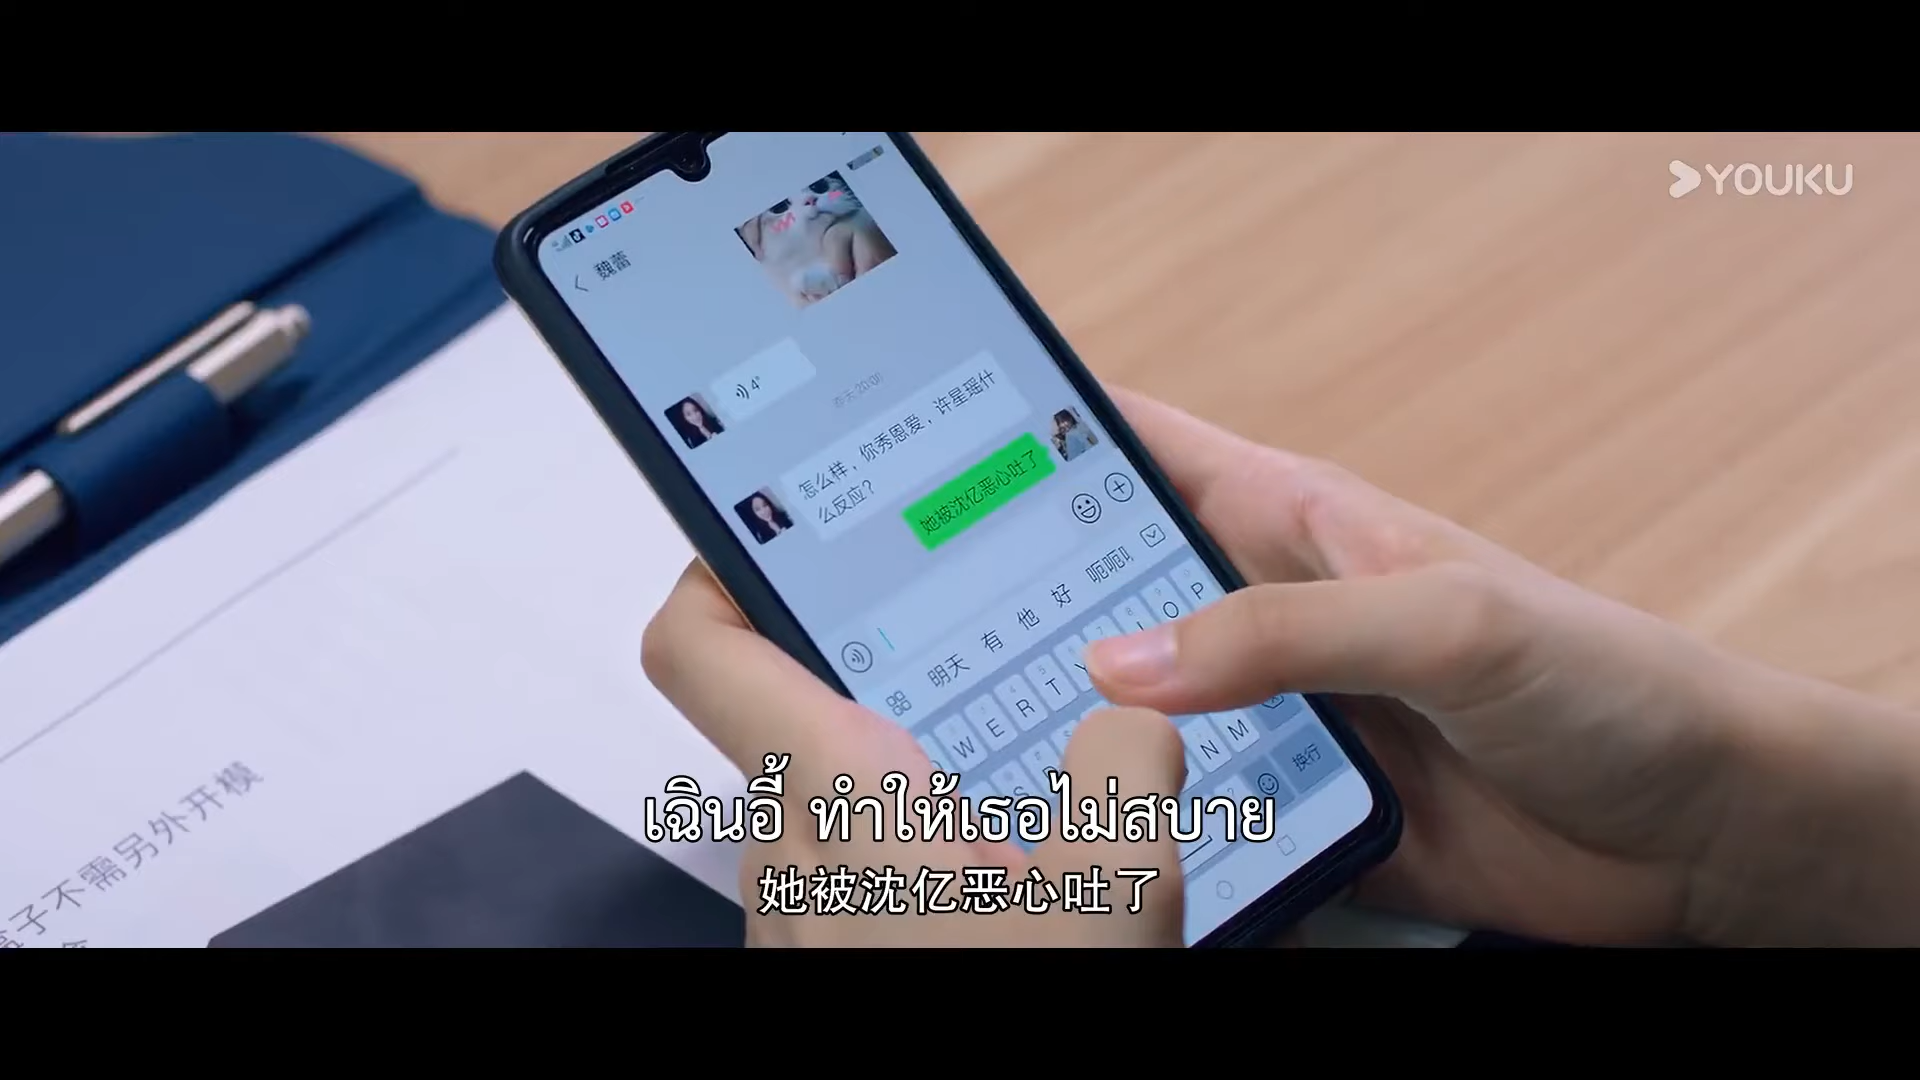 YOUKU
魏蕾
4"
昨天 20:00
怎么样，你秀恩爱，许星瑶什
么反应？
她被沈亿恶心吐了
明天 有 他 好 呃呃
W E R T Y I O P
S D
N M
换行
盒子不需另外开模
เฉินอี้ ทำให้เธอไม่สบาย
她被沈亿恶心吐了